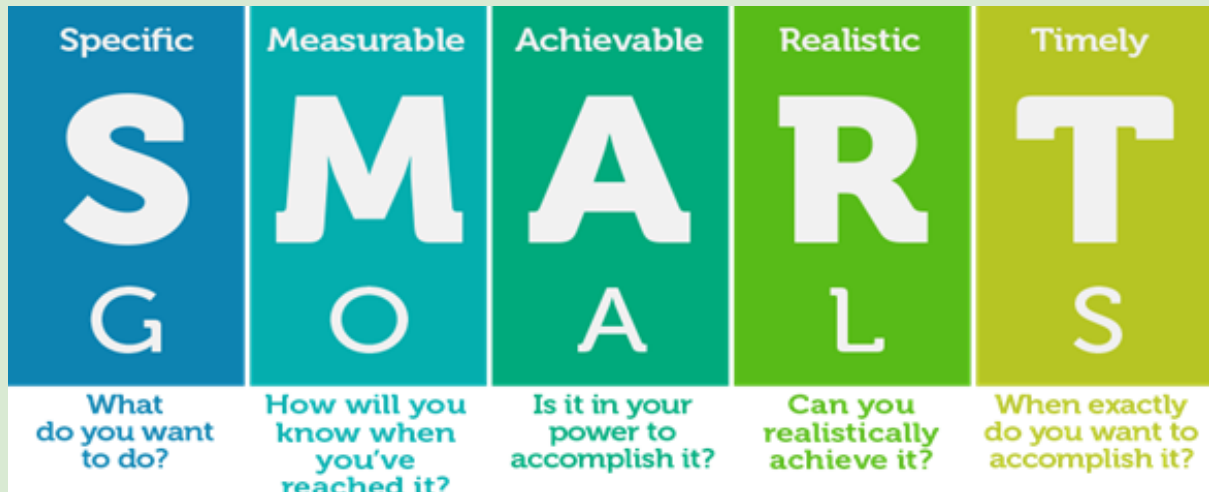 Specific Measurable Achievable Realistic Timely
S M A R T
G O A L S
What
do you want
to do?
How will you
know when
you've
reached it?
Is it in your
power to
accomplish it?
Can you
realistically
achieve it?
When exactly
do you want to
accomplish it?